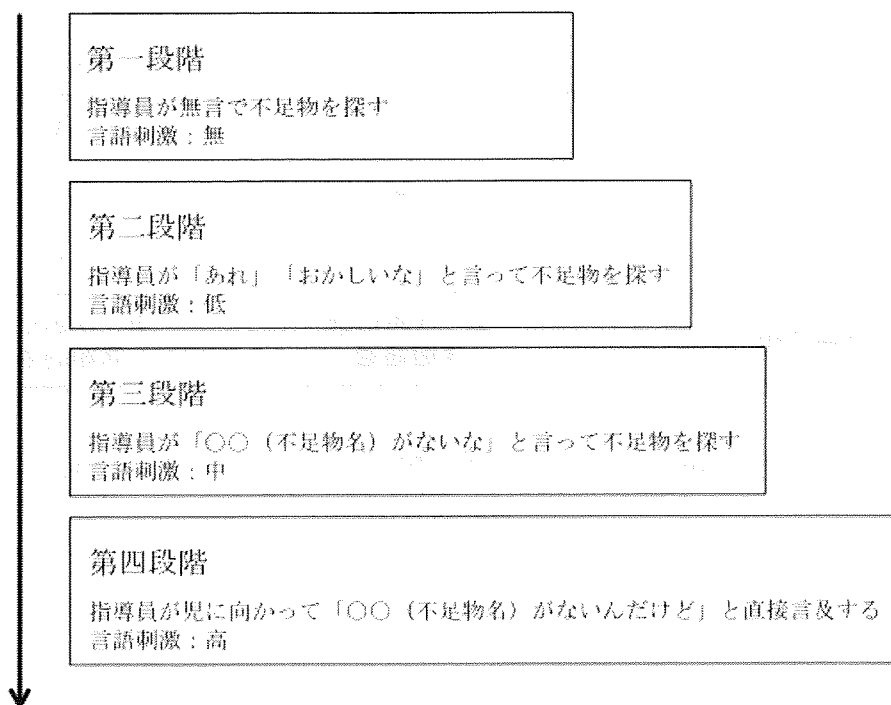 第一段階
指導員が無言で不足物を探す
言語刺激：無
第二段階
指導員が「あれ」「おかしいな」と言って不足物を探す
言語刺激：低
第三段階
指導員が「○○（不足物名）がないな」と言って不足物を探す
言語刺激：中
第四段階
指導員が児に向かって「○○（不足物名）がないんだけど」と直接言及する
言語刺激：高